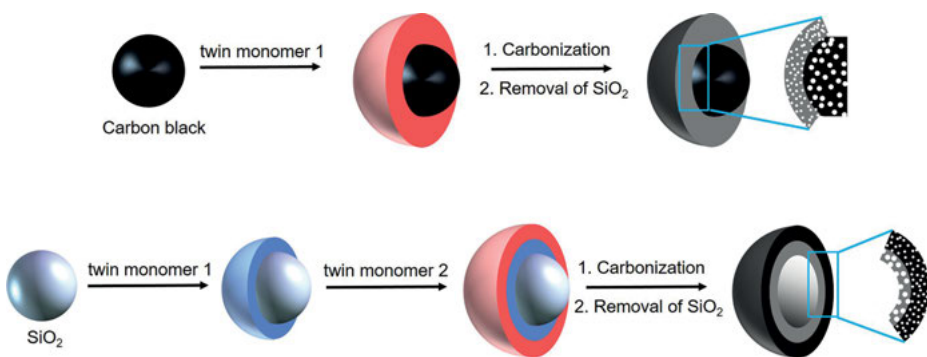 twin monomer 1
1. Carbonization
2. Removal of SiO₂
Carbon black
twin monomer 1
twin monomer 2
1. Carbonization
2. Removal of SiO₂
SiO₂